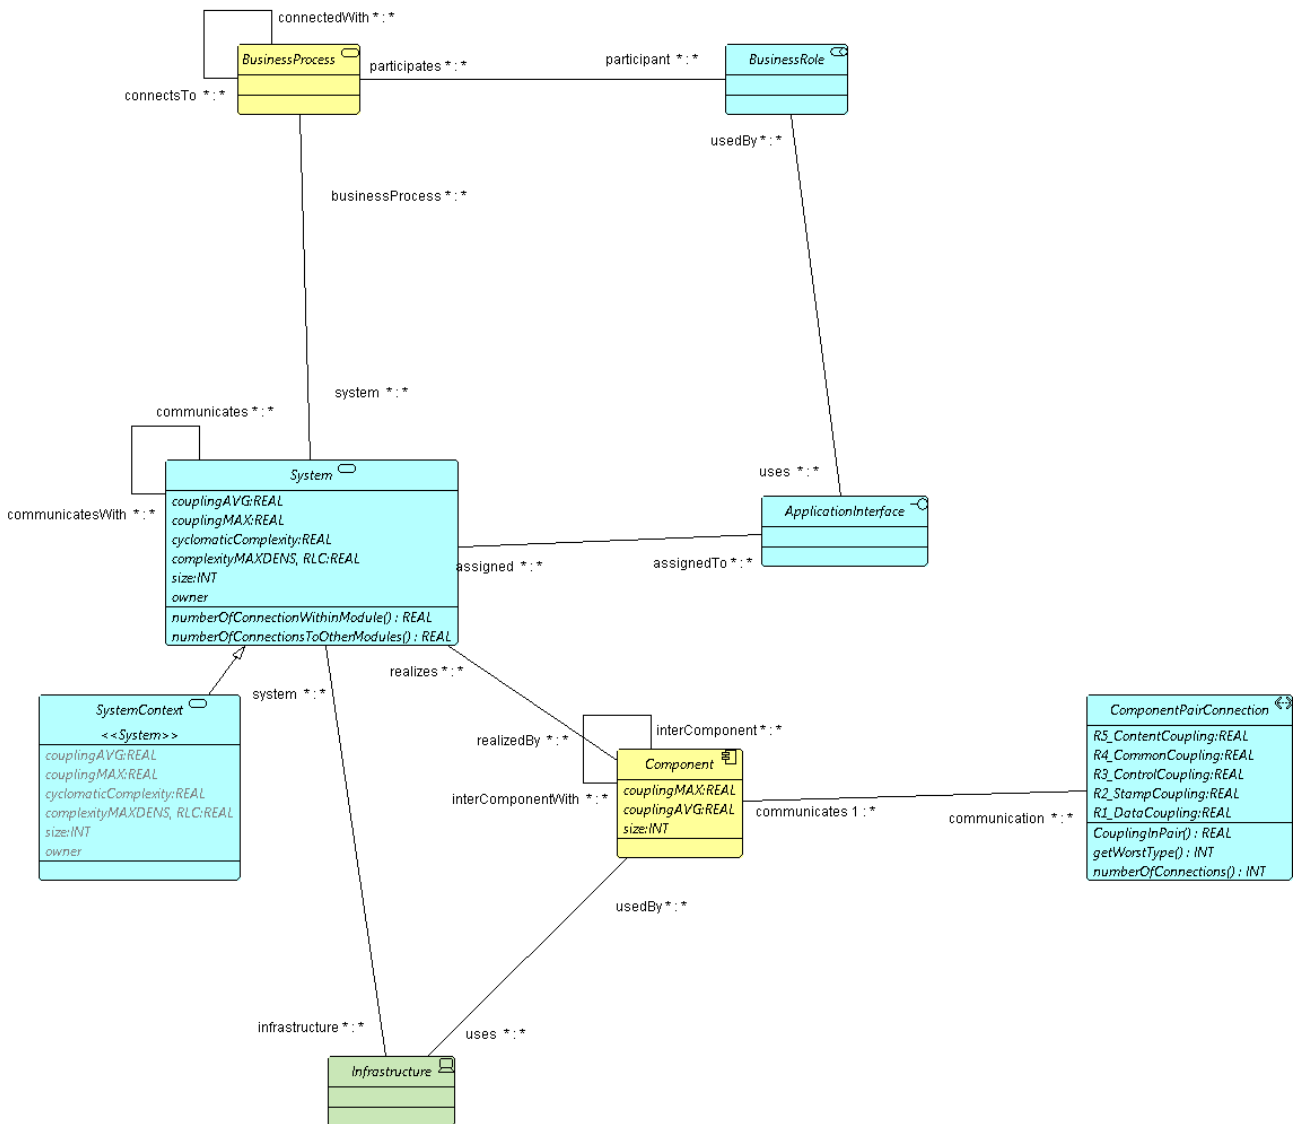 connectedWith * : *
BusinessProcess
participates * : *
participant * : *
BusinessRole
connectsTo * : *
usedBy * : *
businessProcess * : *
system * : *
communicates * : *
communicatesWith * : *
System
couplingAVG:REAL
couplingMAX:REAL
cyclomaticComplexity:REAL
complexityMAXDENS, RLC:REAL
size:INT
owner
numberOfConnectionWithinModule() : REAL
numberOfConnectionsToOtherModules() : REAL
uses * : *
ApplicationInterface
assigned * : *
assignedTo * : *
realizes * : *
system * : *
SystemContext
<<System>>
couplingAVG:REAL
couplingMAX:REAL
cyclomaticComplexity:REAL
complexityMAXDENS, RLC:REAL
size:INT
owner
realizedBy * : *
interComponent * : *
interComponentWith * : *
Component
couplingMAX:REAL
couplingAVG:REAL
size:INT
communicates 1 : *
communication * : *
ComponentPairConnection
R5_ContentCoupling:REAL
R4_CommonCoupling:REAL
R3_ControlCoupling:REAL
R2_StampCoupling:REAL
R1_DataCoupling:REAL
CouplingInPair() : REAL
getWorstType() : INT
numberOfConnections() : INT
usedBy * : *
infrastructure * : *
uses * : *
Infrastructure